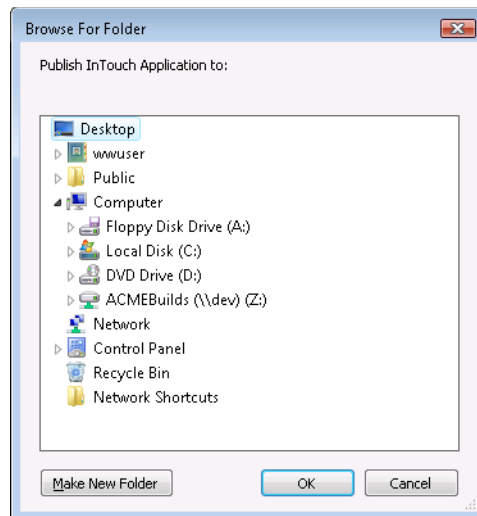 Browse For Folder
Publish InTouch Application to:
Desktop
wwuser
Public
Computer
Floppy Disk Drive (A:)
Local Disk (C:)
DVD Drive (D:)
ACMEBuilds (\\dev) (Z:)
Network
Control Panel
Recycle Bin
Network Shortcuts
Make New Folder OK Cancel